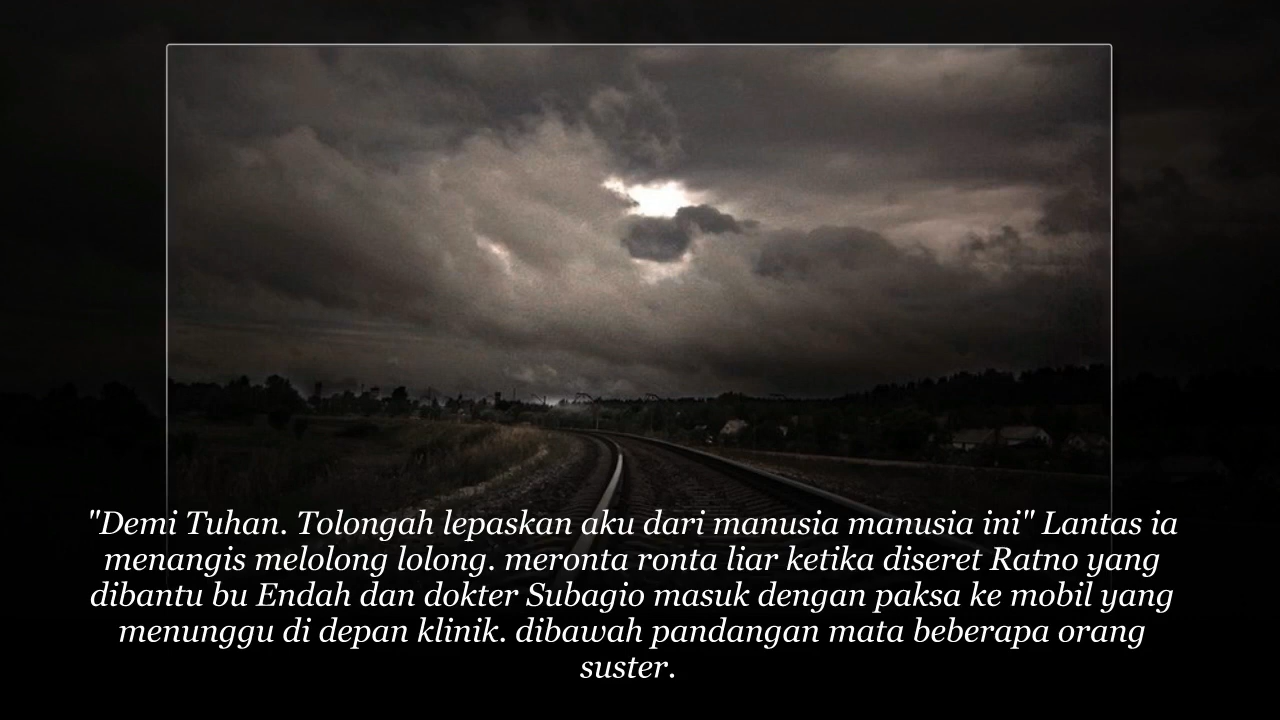 "Demi Tuhan. Tolongah lepaskan aku dari manusia manusia ini" Lantas ia
menangis melolong lolong. meronta ronta liar ketika diseret Ratno yang
dibantu bu Endah dan dokter Subagio masuk dengan paksa ke mobil yang
menunggu di depan klinik. dibawah pandangan mata beberapa orang
suster.